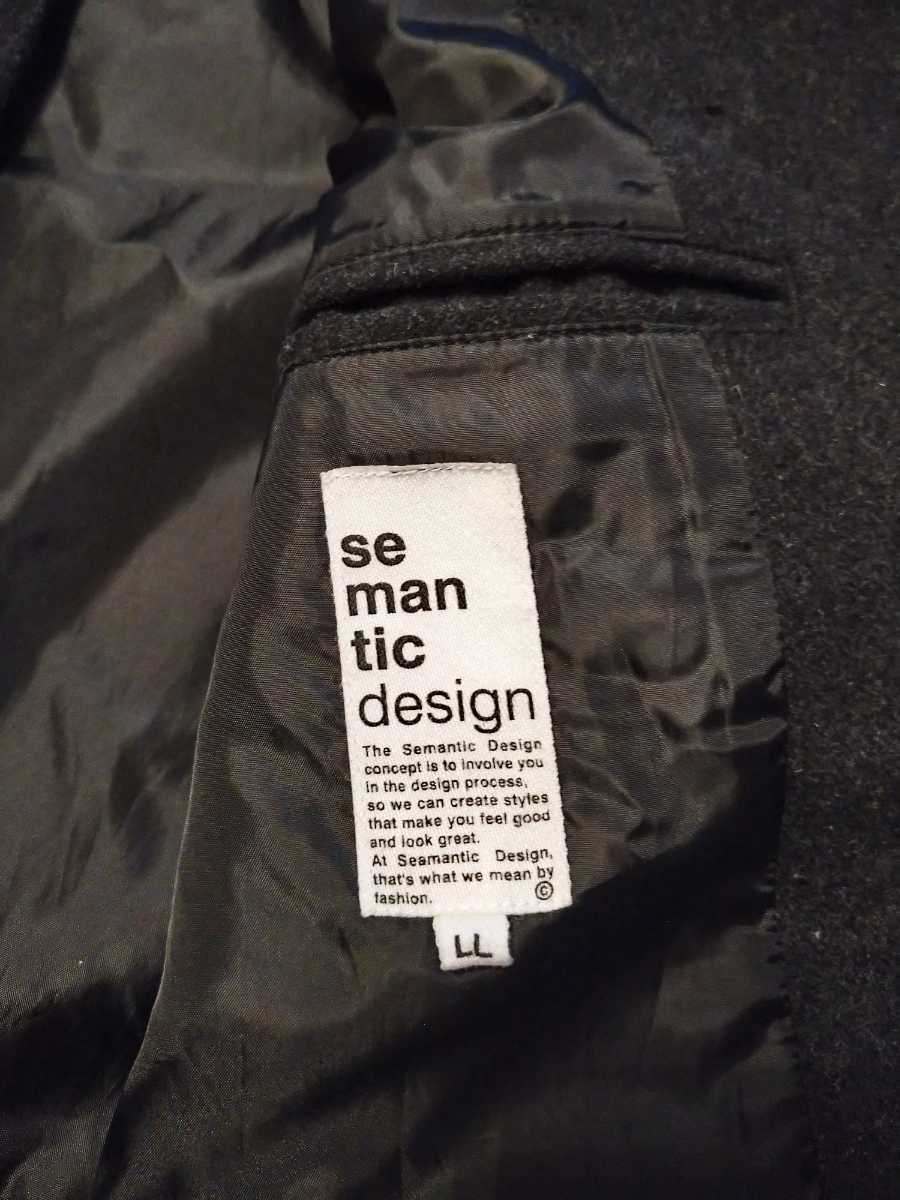 se
man
tic
design
The Semantic Design
concept is to involve you
in the design process,
so we can create styles
that make you feel good
and look great.
At Seamantic Design,
that's what we mean by
fashion. ©
LL